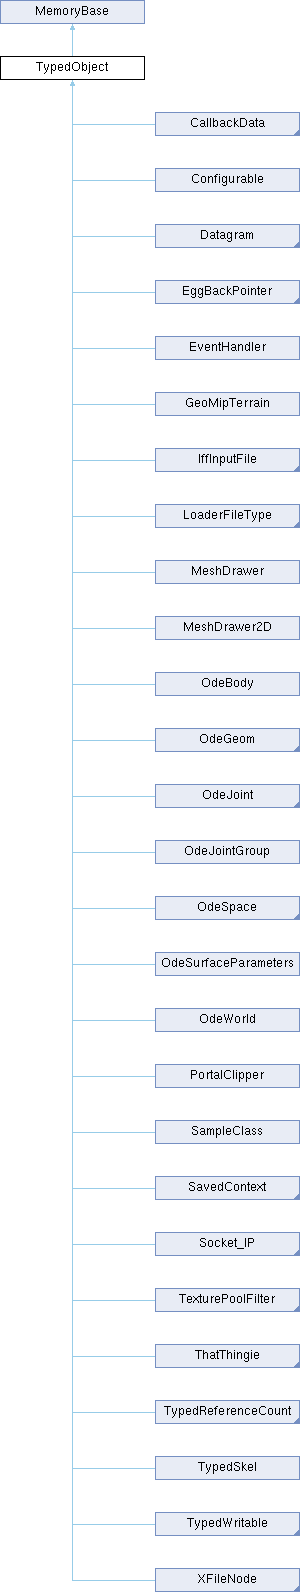 MemoryBase
TypedObject
CallbackData
Configurable
Datagram
EggBackPointer
EventHandler
GeoMipTerrain
IffInputFile
LoaderFileType
MeshDrawer
MeshDrawer2D
OdeBody
OdeGeom
OdeJoint
OdeJointGroup
OdeSpace
OdeSurfaceParameters
OdeWorld
PortalClipper
SampleClass
SavedContext
Socket_IP
TexturePoolFilter
ThatThingie
TypedReferenceCount
TypedSkel
TypedWritable
XFileNode